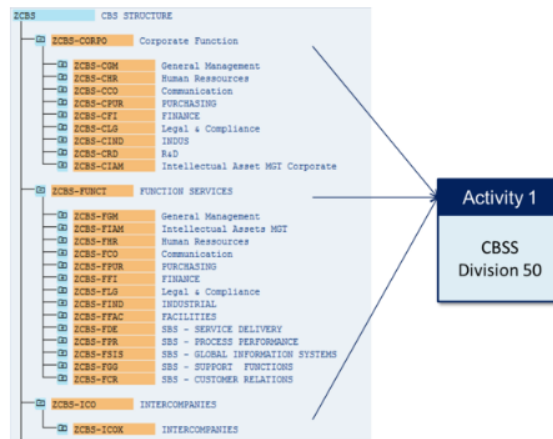 ZCBS CBS STRUCTURE
ZCBS-CORPO Corporate Function
ZCBS-CGM General Management
ZCBS-CHR Human Ressources
ZCBS-CCO Communication
ZCBS-CPUR PURCHASING
ZCBS-CFI FINANCE
ZCBS-CLG Legal & Compliance
ZCBS-CIND INDUS
ZCBS-CRD R&D
ZCBS-CIAM Intellectual Asset MGT Corporate
ZCBS-FUNCT FUNCTION SERVICES
ZCBS-FGM General Management
ZCBS-FIAM Intellectual Assets MGT
ZCBS-FHR Human Ressources
ZCBS-FCO Communication
ZCBS-FPUR PURCHASING
ZCBS-FFI FINANCE
ZCBS-FLG Legal & Compliance
ZCBS-FIND INDUSTRIAL
ZCBS-FFAC FACILITIES
ZCBS-FDE SBS - SERVICE DELIVERY
ZCBS-FPR SBS - PROCESS PERFORMANCE
ZCBS-FSIS SBS - GLOBAL INFORMATION SYSTEMS
ZCBS-FGG SBS - SUPPORT FUNCTIONS
ZCBS-FCR SBS - CUSTOMER RELATIONS
ZCBS-ICO INTERCOMPANIES
ZCBS-ICOX INTERCOMPANIES
Activity 1
CBSS
Division 50